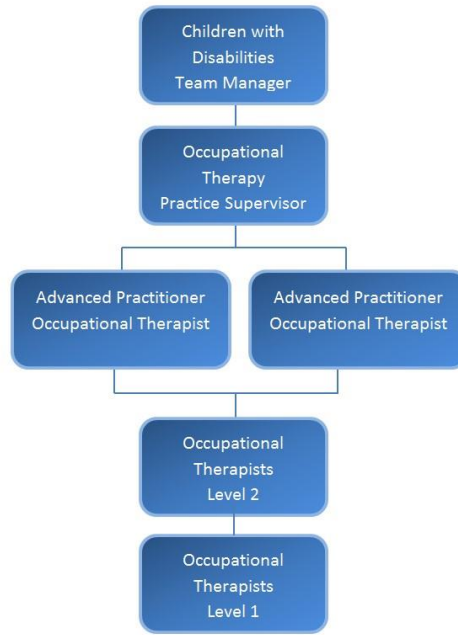 Children with
Disabilities
Team Manager
Occupational
Therapy
Practice Supervisor
Advanced Practitioner
Occupational Therapist
Advanced Practitioner
Occupational Therapist
Occupational
Therapists
Level 2
Occupational
Therapists
Level 1